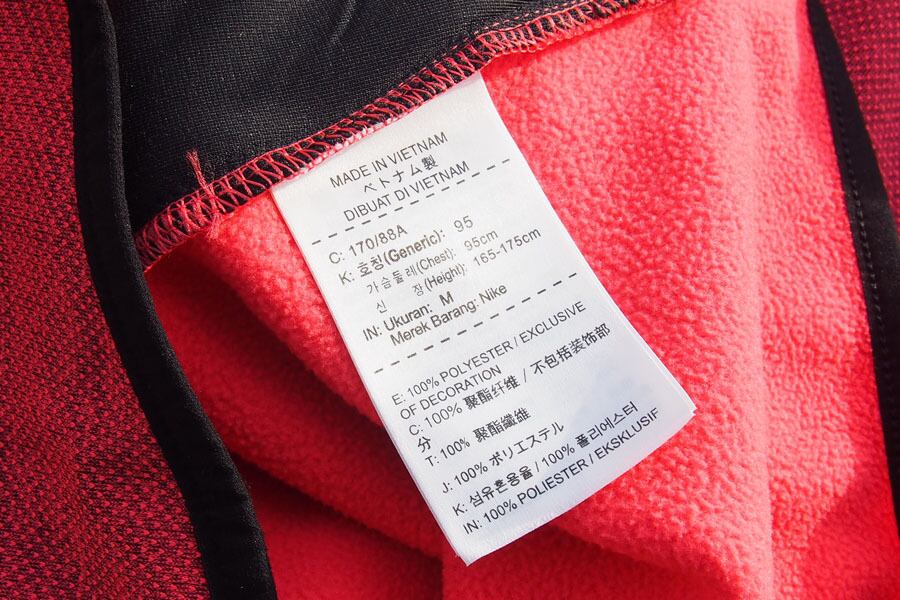 MADE IN VIETNAM
ベトナム製
DIBUAT DI VIETNAM
C: 170/88A
K: 호칭(Generic): 95
가슴둘레(Chest): 95cm
신 장(Height): 165-175cm
IN: Ukuran: M
Merek Barang: Nike
E: 100% POLYESTER / EXCLUSIVE
OF DECORATION
C: 100% 聚酯纤维 / 不包括装饰部
分
T: 100% 聚酯纖維
J: 100% ポリエステル
K: 섬유혼용율 / 100% 폴리에스터
IN: 100% POLIESTER / EKSKLUSIF